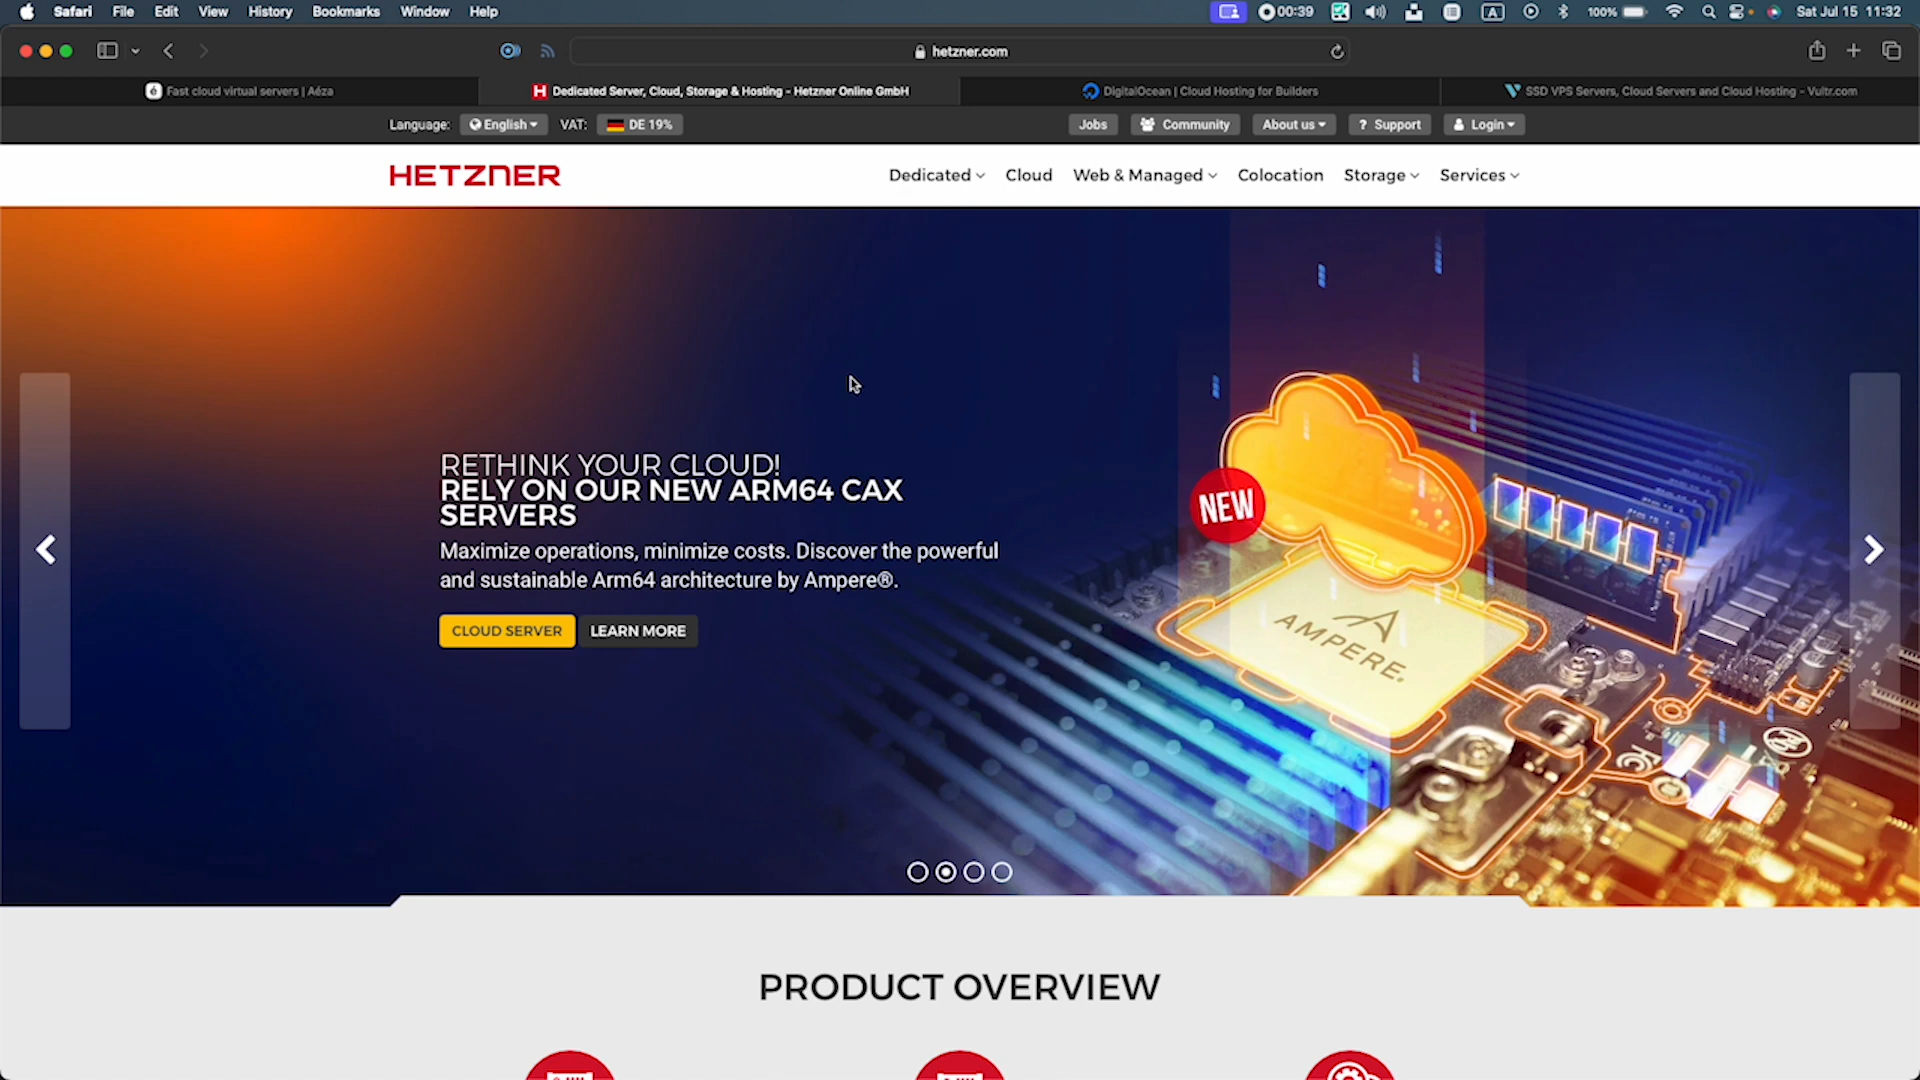 Safari File Edit View History Bookmarks Window Help 00:39 A 100% Sat Jul 15 11:32
hetzner.com
Fast cloud virtual servers | Aéza
Dedicated Server, Cloud, Storage & Hosting - Hetzner Online GmbH
DigitalOcean | Cloud Hosting for Builders
SSD VPS Servers, Cloud Servers and Cloud Hosting - Vultr.com
Language: English VAT: DE 19% Jobs Community About us ? Support Login
HETZNER
Dedicated Cloud Web & Managed Colocation Storage Services
RETHINK YOUR CLOUD!
RELY ON OUR NEW ARM64 CAX
SERVERS
Maximize operations, minimize costs. Discover the powerful
and sustainable Arm64 architecture by Ampere®.
CLOUD SERVER LEARN MORE
NEW
AMPERE.
PRODUCT OVERVIEW